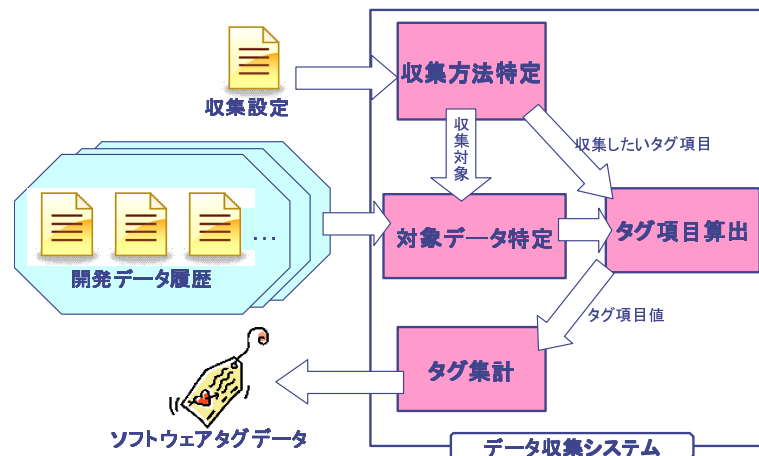 収集設定
収集方法特定
収集対象
収集したいタグ項目
開発データ履歴
…
対象データ特定
タグ項目算出
タグ項目値
タグ集計
ソフトウェアタグデータ
データ収集システム